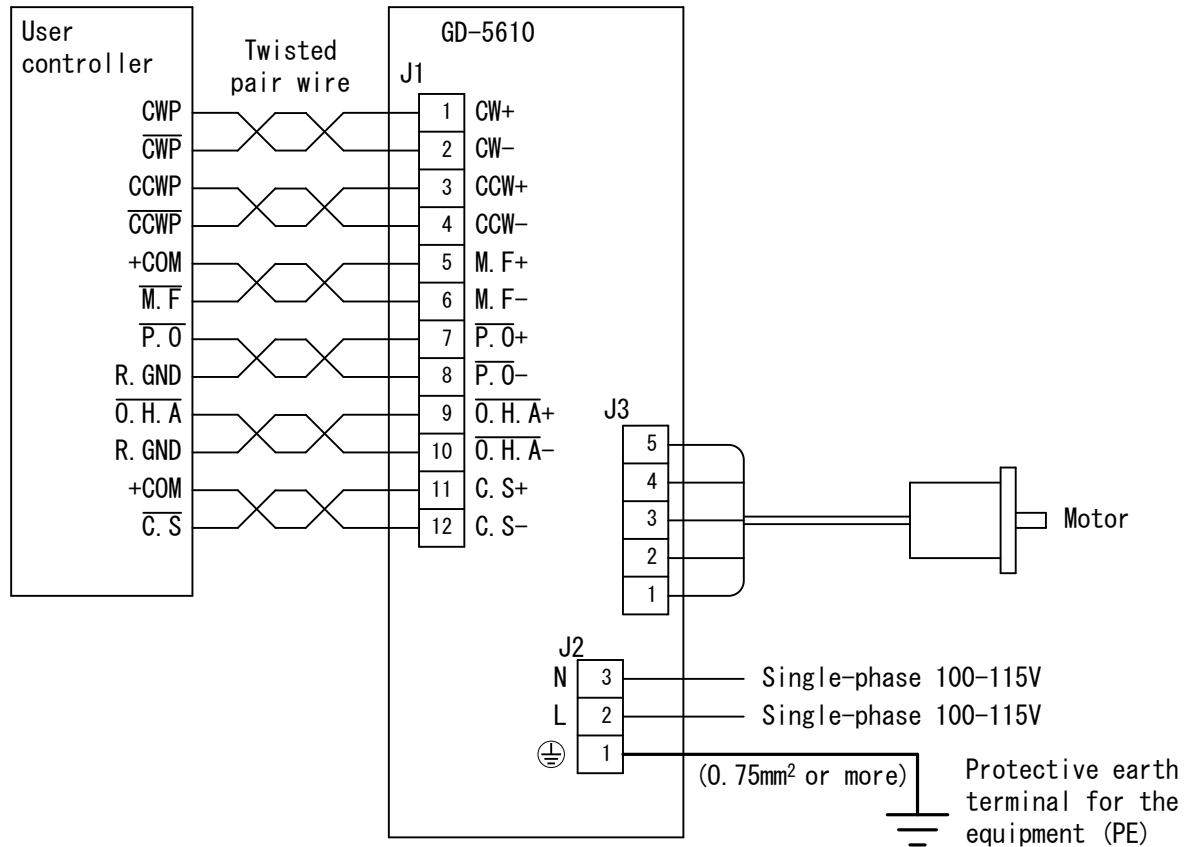 User
controller
Twisted
pair wire
GD-5610
J1
CWP 1 CW+
C̅W̅P̅ 2 CW-
CCWP 3 CCW+
C̅C̅W̅P̅ 4 CCW-
+COM 5 M. F+
M̅.̅ F̅ 6 M. F-
P̅.̅ O̅ 7 P̅.̅ O̅+
R. GND 8 P̅.̅ O̅-
O̅.̅ H̅.̅ A̅ 9 O̅.̅ H̅.̅ A̅+
R. GND 10 O̅.̅ H̅.̅ A̅-
+COM 11 C. S+
C̅.̅ S̅ 12 C. S-
J3
5
4
3
2
1
Motor
J2
N 3 Single-phase 100-115V
L 2 Single-phase 100-115V
1
(0. 75mm² or more)
Protective earth
terminal for the
equipment (PE)